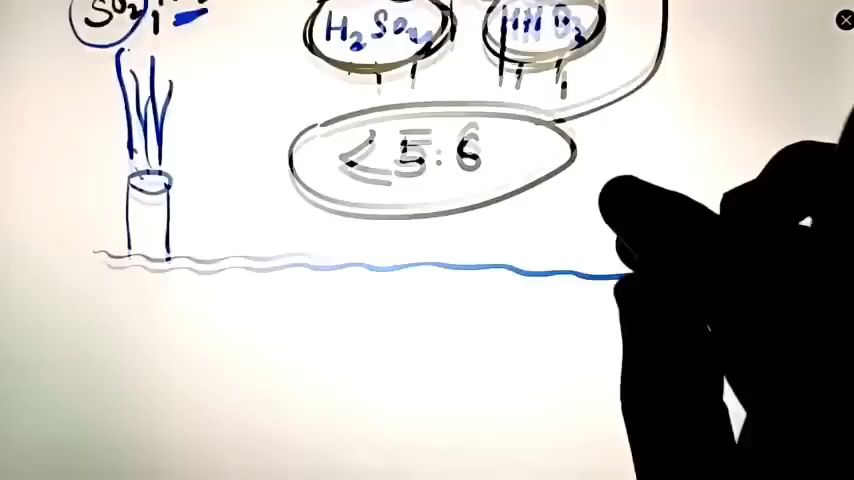 SO₂,
H₂SO₄ HNO₃
≤ 5:6